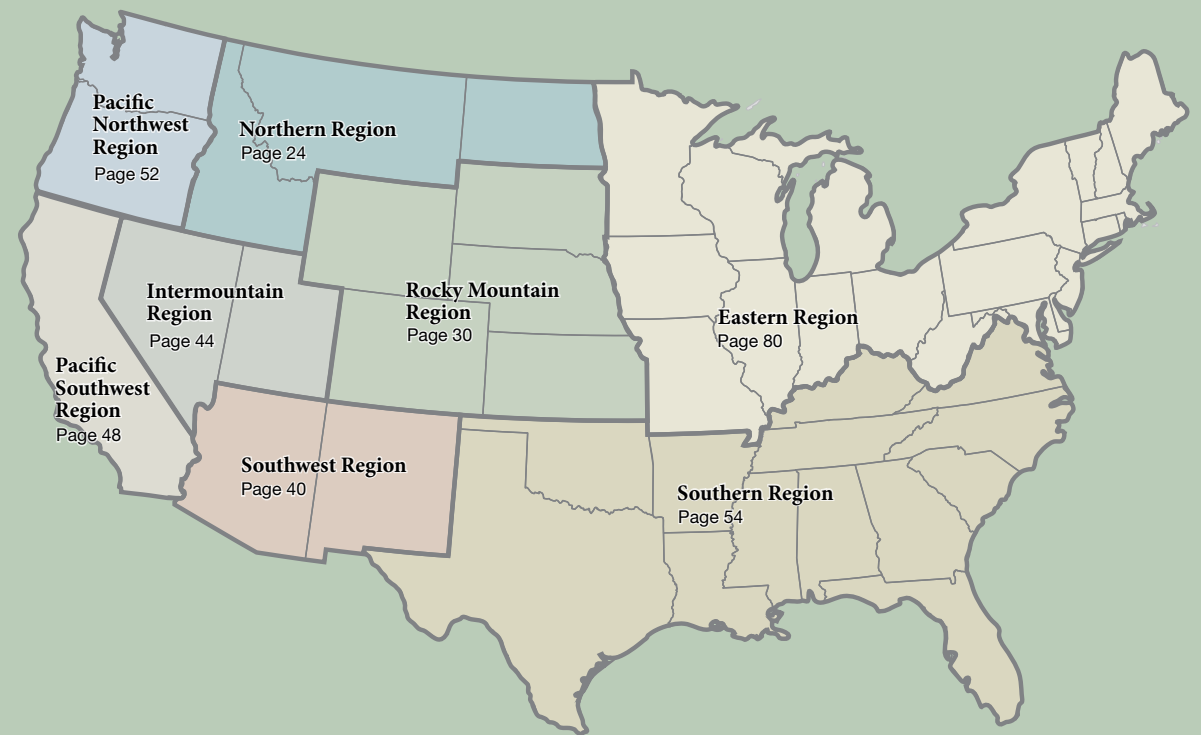 Pacific
Northwest
Region
Page 52
Northern Region
Page 24
Intermountain
Region
Page 44
Rocky Mountain
Region
Page 30
Eastern Region
Page 80
Pacific
Southwest
Region
Page 48
Southwest Region
Page 40
Southern Region
Page 54